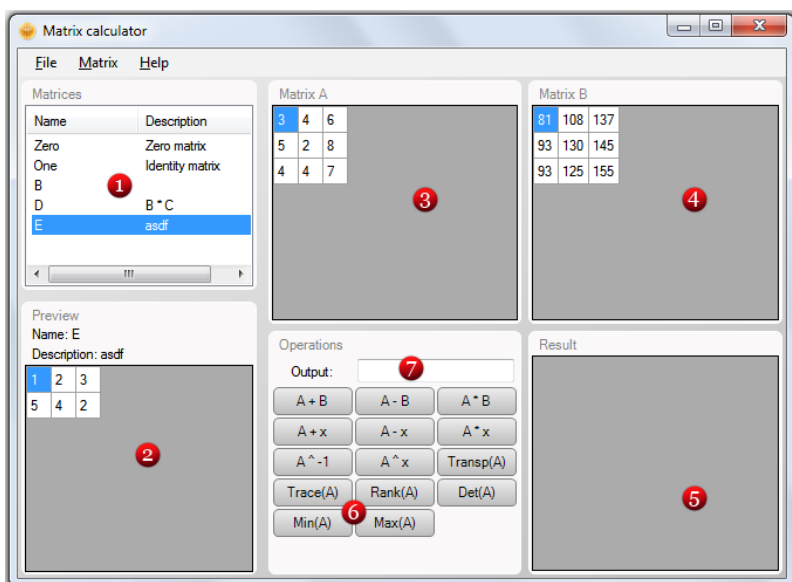 Matrix calculator
File Matrix Help
Matrices
Name Description
Zero Zero matrix
One Identity matrix
B
D B * C
E asdf
1
Preview
Name: E
Description: asdf
1 2 3
5 4 2
2
Matrix A
3 4 6
5 2 8
4 4 7
3
Matrix B
81 108 137
93 130 145
93 125 155
4
Operations
Output:
7
A + B A - B A * B
A + x A - x A * x
A ^ -1 A ^ x Transp(A)
Trace(A) Rank(A) Det(A)
Min(A) Max(A)
6
Result
5